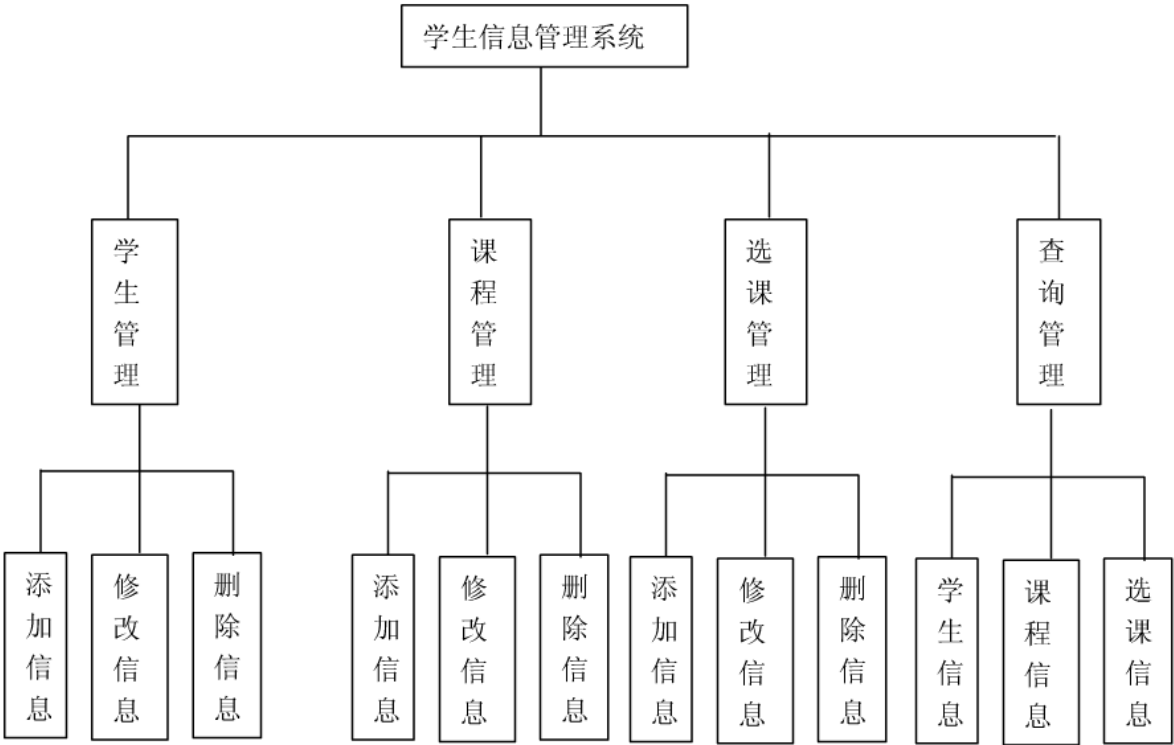 学生信息管理系统
学生管理
课程管理
选课管理
查询管理
添加信息
修改信息
删除信息
添加信息
修改信息
删除信息
添加信息
修改信息
删除信息
学生信息
课程信息
选课信息